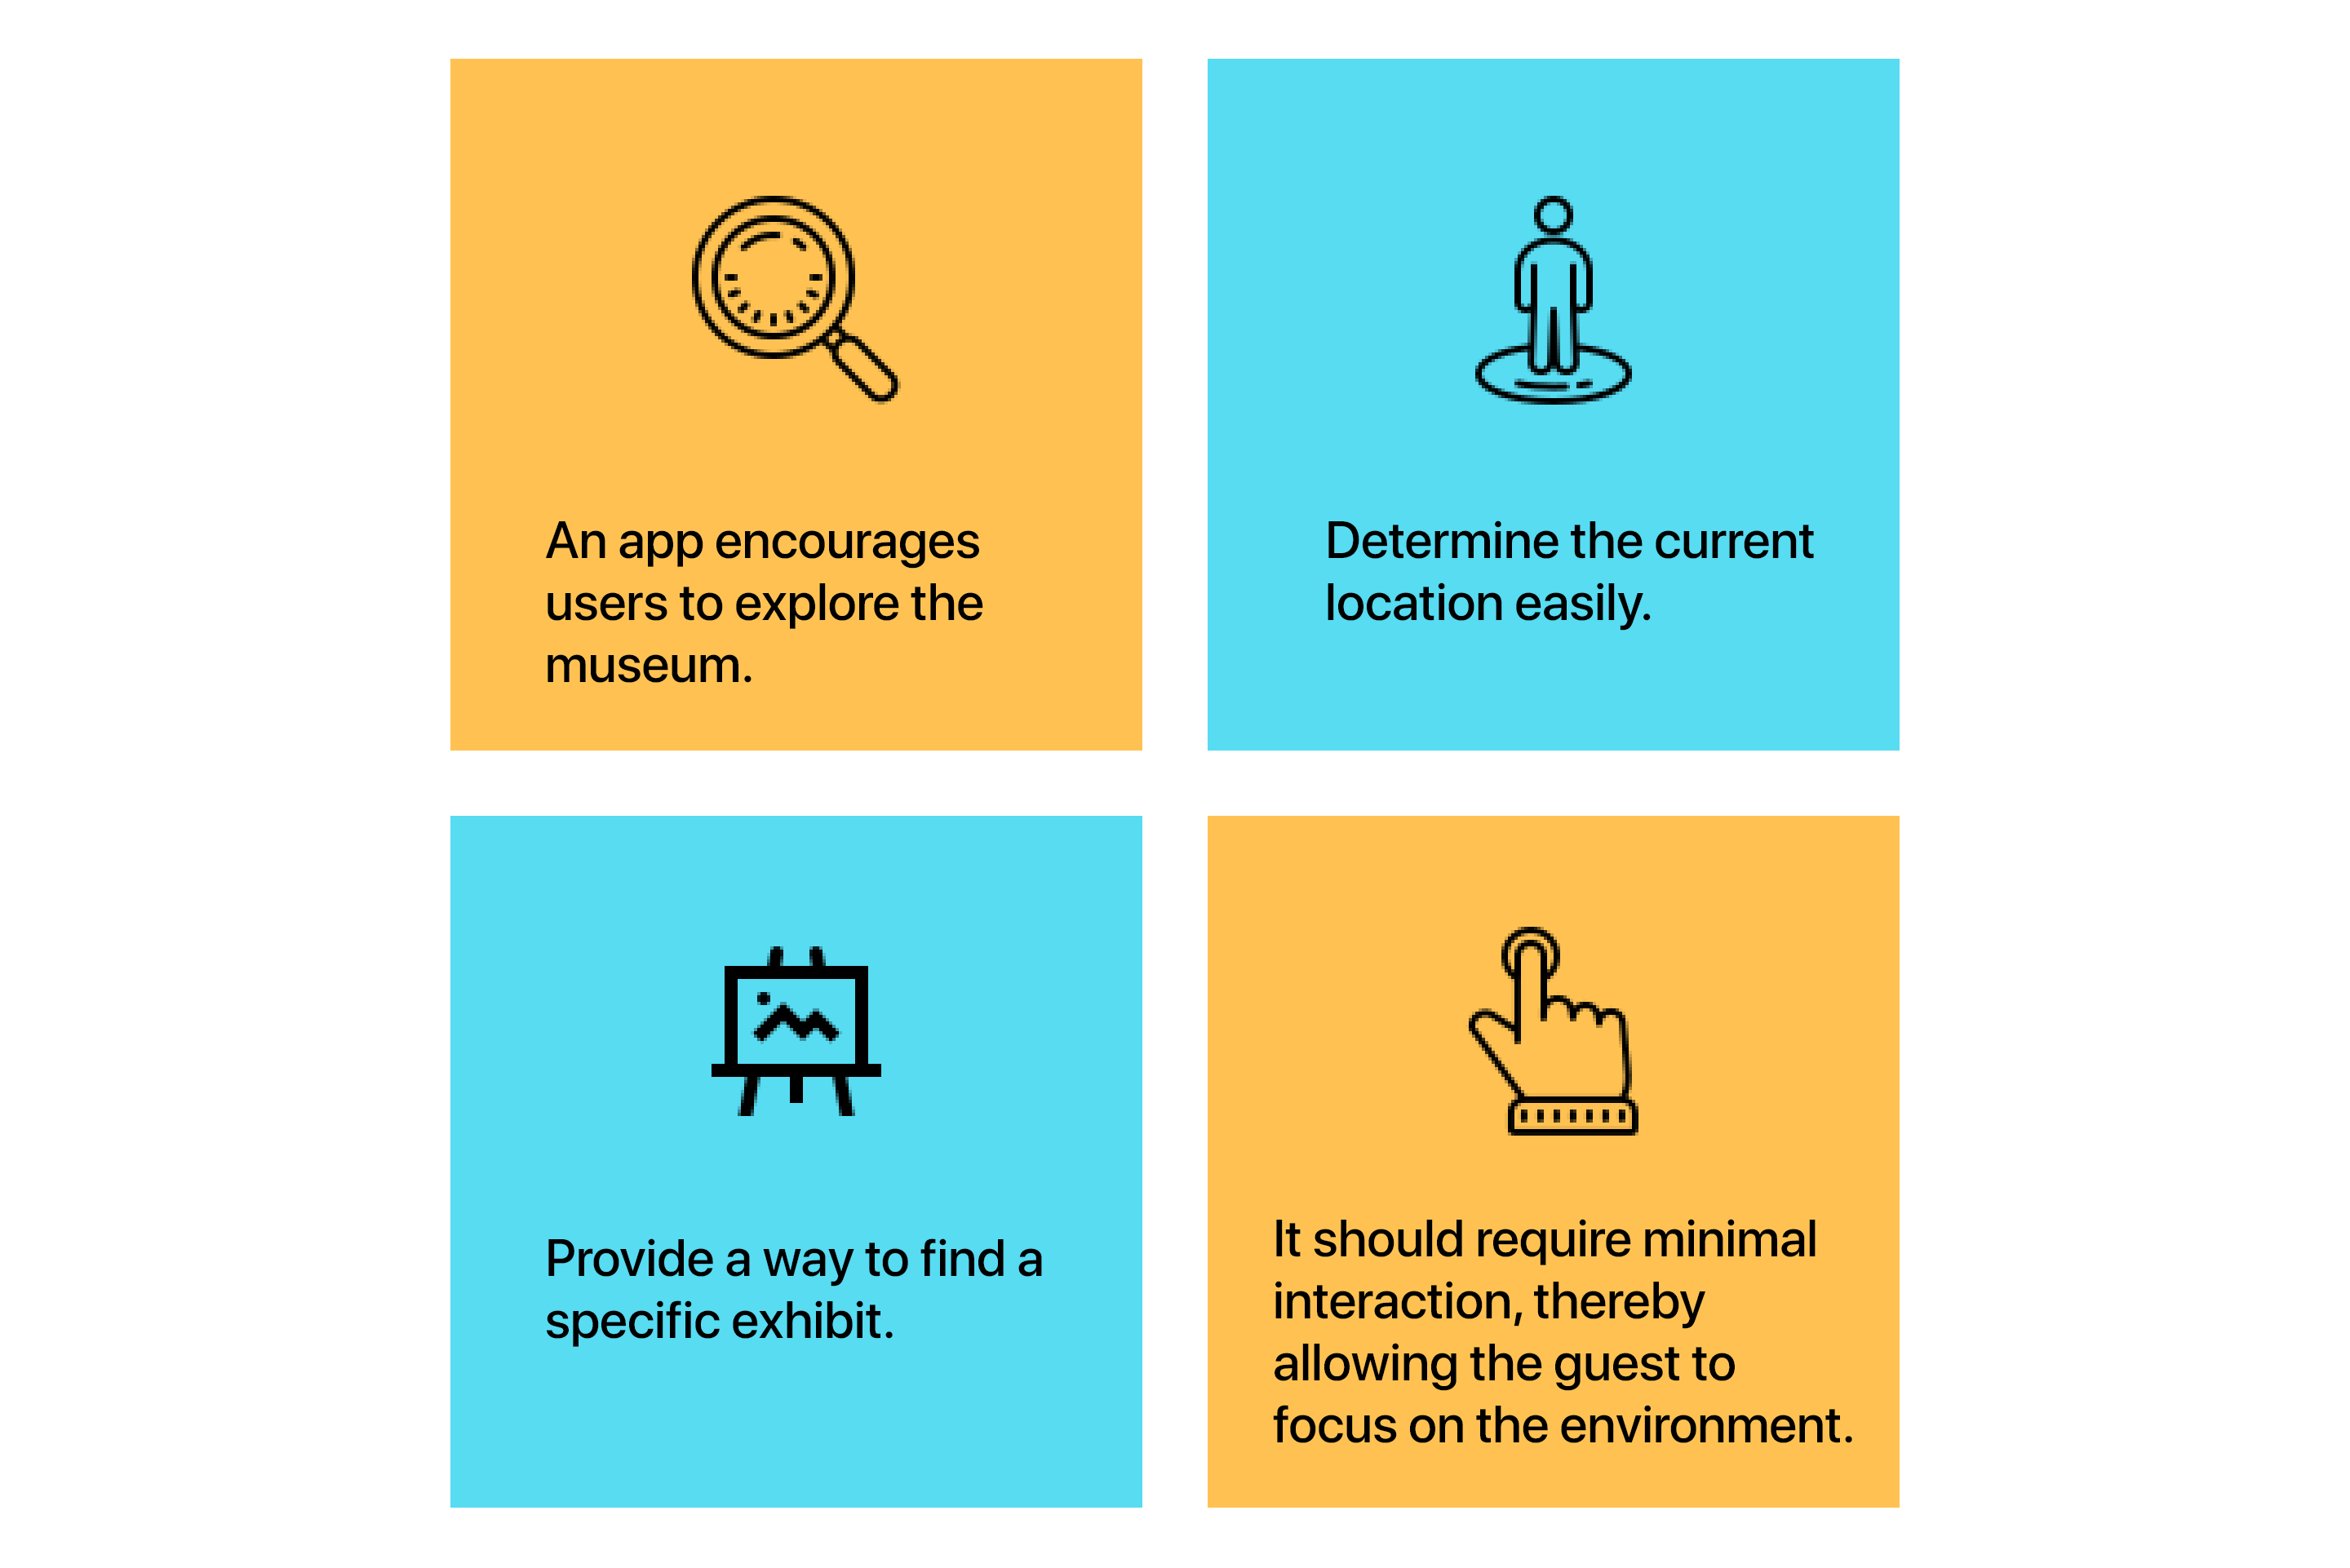 An app encourages
users to explore the
museum.
Determine the current
location easily.
Provide a way to find a
specific exhibit.
It should require minimal
interaction, thereby
allowing the guest to
focus on the environment.